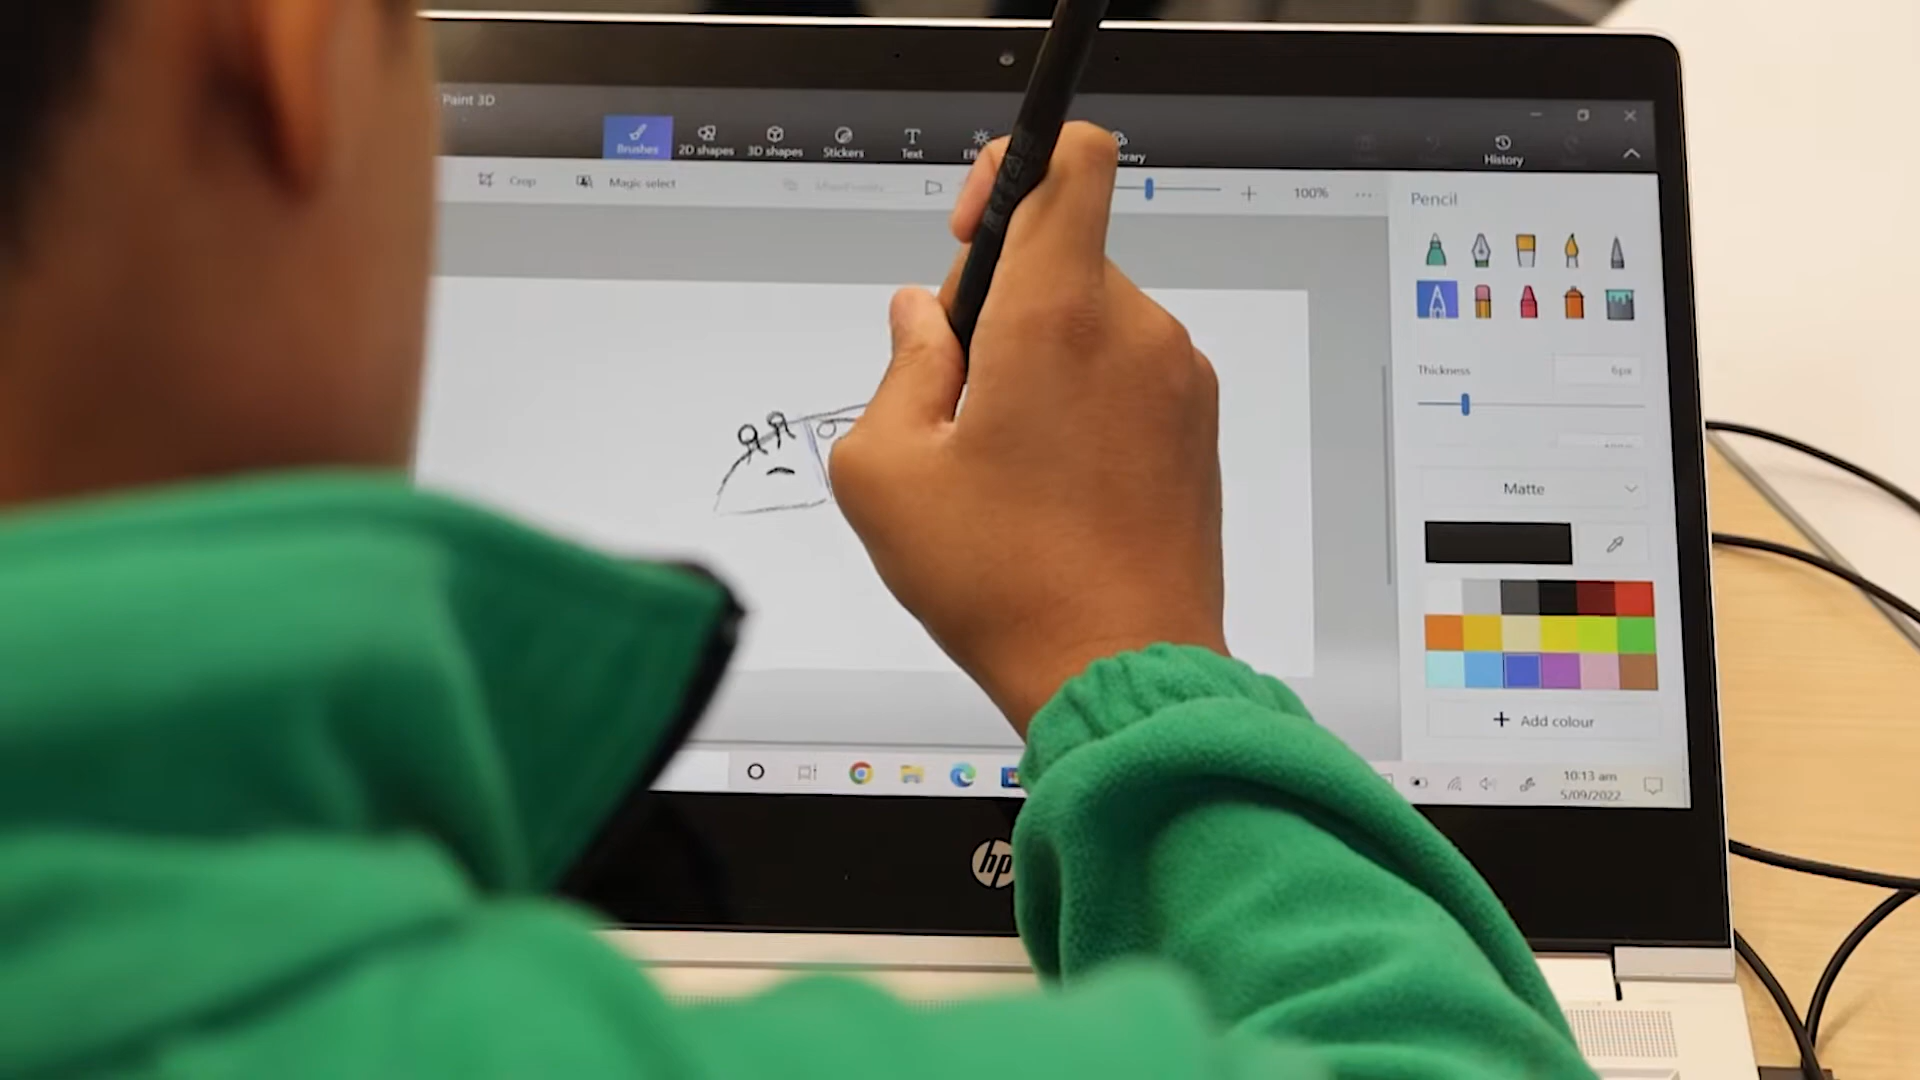 Paint 3D
Brushes
2D shapes
3D shapes
Stickers
Text
History
Crop
Magic select
100%
Pencil
Thickness
6px
Matte
+ Add colour
10:13 am
5/09/2022
hp